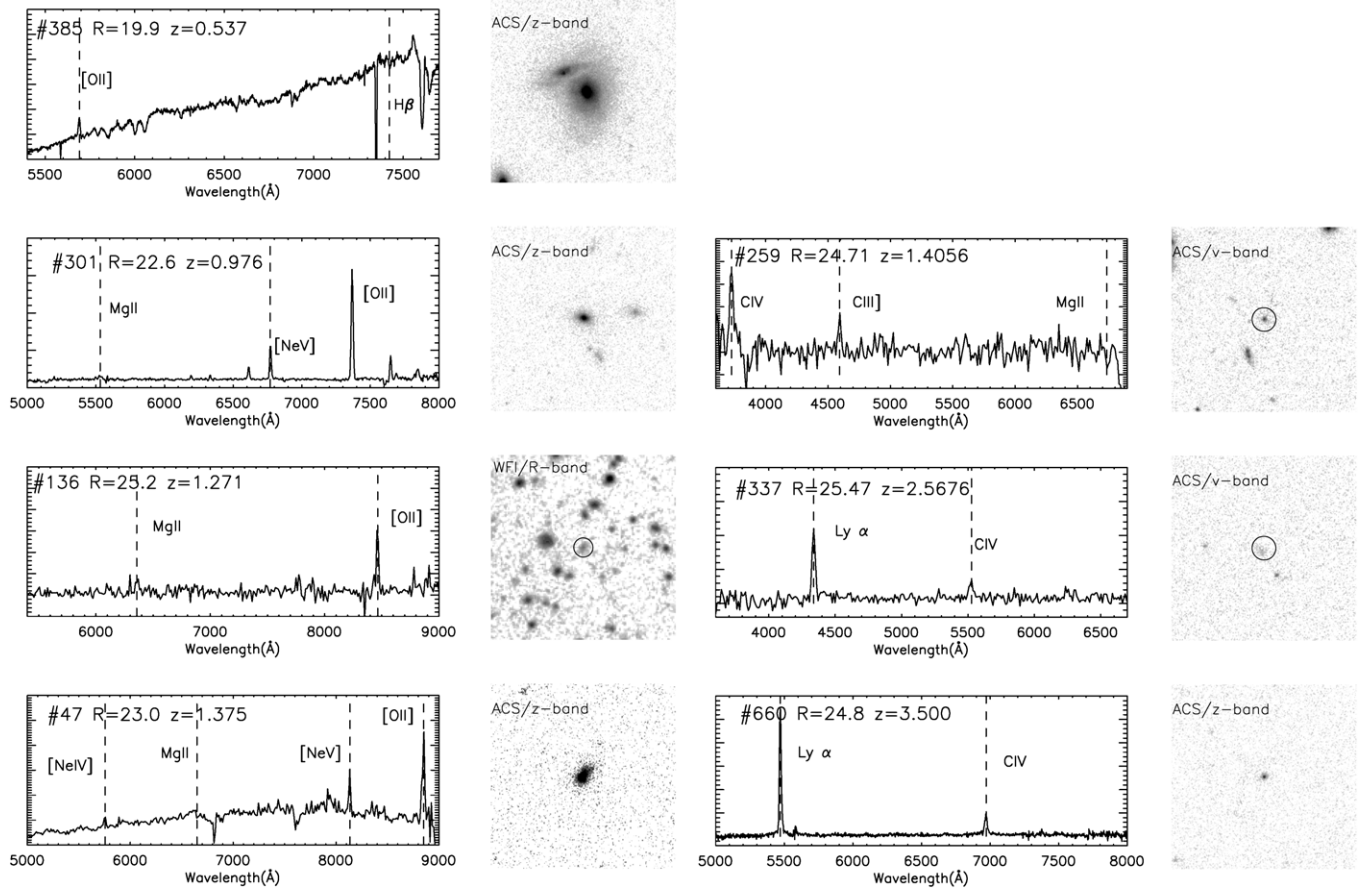 #385 R=19.9 z=0.537
[OII]
Hβ
5500 6000 6500 7000 7500
Wavelength(Å)
ACS/z-band
#301 R=22.6 z=0.976
MgII
[NeV]
[OII]
5000 5500 6000 6500 7000 7500 8000
Wavelength(Å)
ACS/z-band
#259 R=24.71 z=1.4056
CIV
CIII]
MgII
4000 4500 5000 5500 6000 6500
Wavelength(Å)
ACS/v-band
#136 R=25.2 z=1.271
MgII
[OII]
6000 7000 8000 9000
Wavelength(Å)
WFI/R-band
#337 R=25.47 z=2.5676
Ly α
CIV
4000 4500 5000 5500 6000 6500
Wavelength(Å)
ACS/v-band
#47 R=23.0 z=1.375
[NeIV]
MgII
[NeV]
[OII]
5000 6000 7000 8000 9000
Wavelength(Å)
ACS/z-band
#660 R=24.8 z=3.500
Ly α
CIV
5000 5500 6000 6500 7000 7500 8000
Wavelength(Å)
ACS/z-band